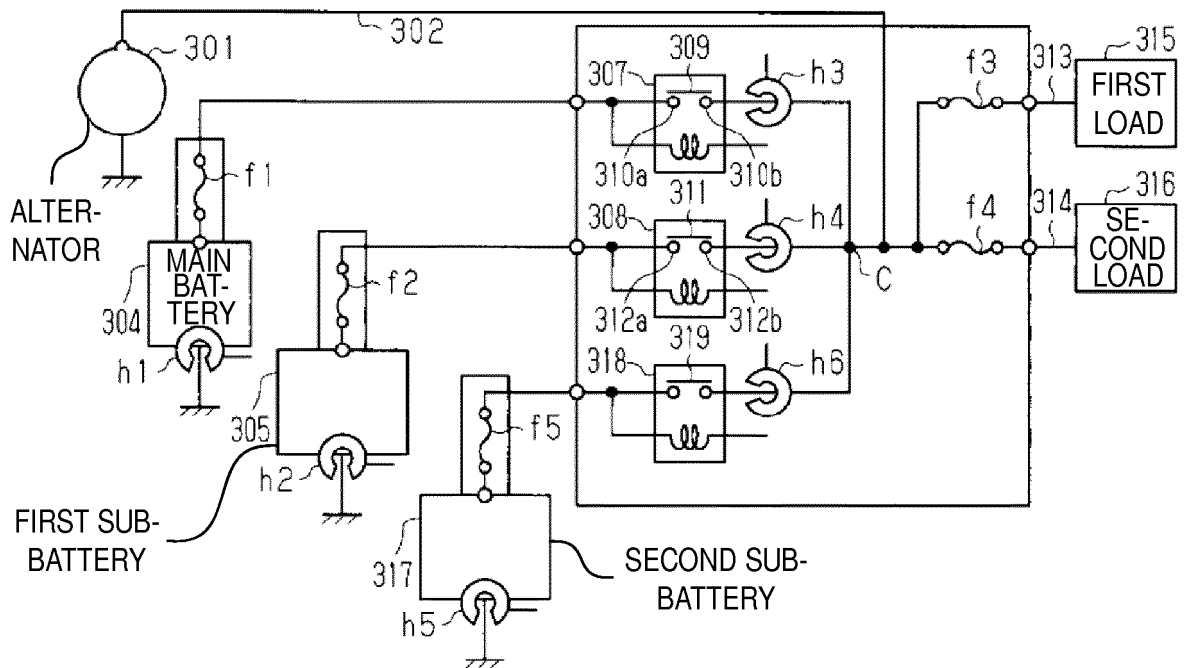 301
302
ALTER-
NATOR
f1
MAIN
BAT-
TERY
304
h1
f2
305
h2
FIRST SUB-
BATTERY
f5
317
h5
SECOND SUB-
BATTERY
307
309
h3
310a
310b
308
311
h4
312a
312b
318
319
h6
C
f3
313
315
FIRST
LOAD
f4
314
316
SE-
COND
LOAD